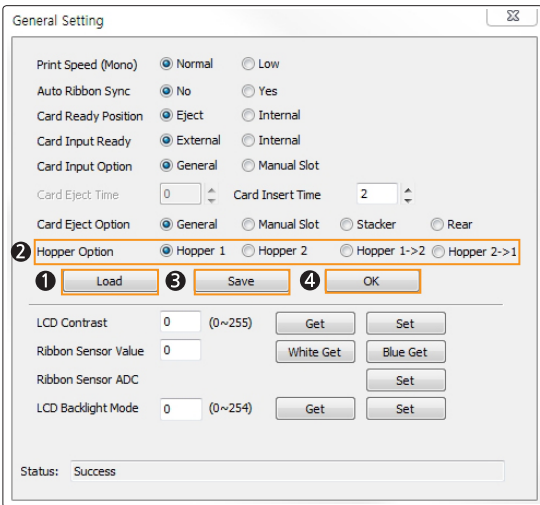 General Setting
Print Speed (Mono) Normal Low
Auto Ribbon Sync No Yes
Card Ready Position Eject Internal
Card Input Ready External Internal
Card Input Option General Manual Slot
Card Eject Time 0 Card Insert Time 2
Card Eject Option General Manual Slot Stacker Rear
2 Hopper Option Hopper 1 Hopper 2 Hopper 1->2 Hopper 2->1
1 Load 3 Save 4 OK
LCD Contrast 0 (0~255) Get Set
Ribbon Sensor Value 0 White Get Blue Get
Ribbon Sensor ADC Set
LCD Backlight Mode 0 (0~254) Get Set
Status: Success